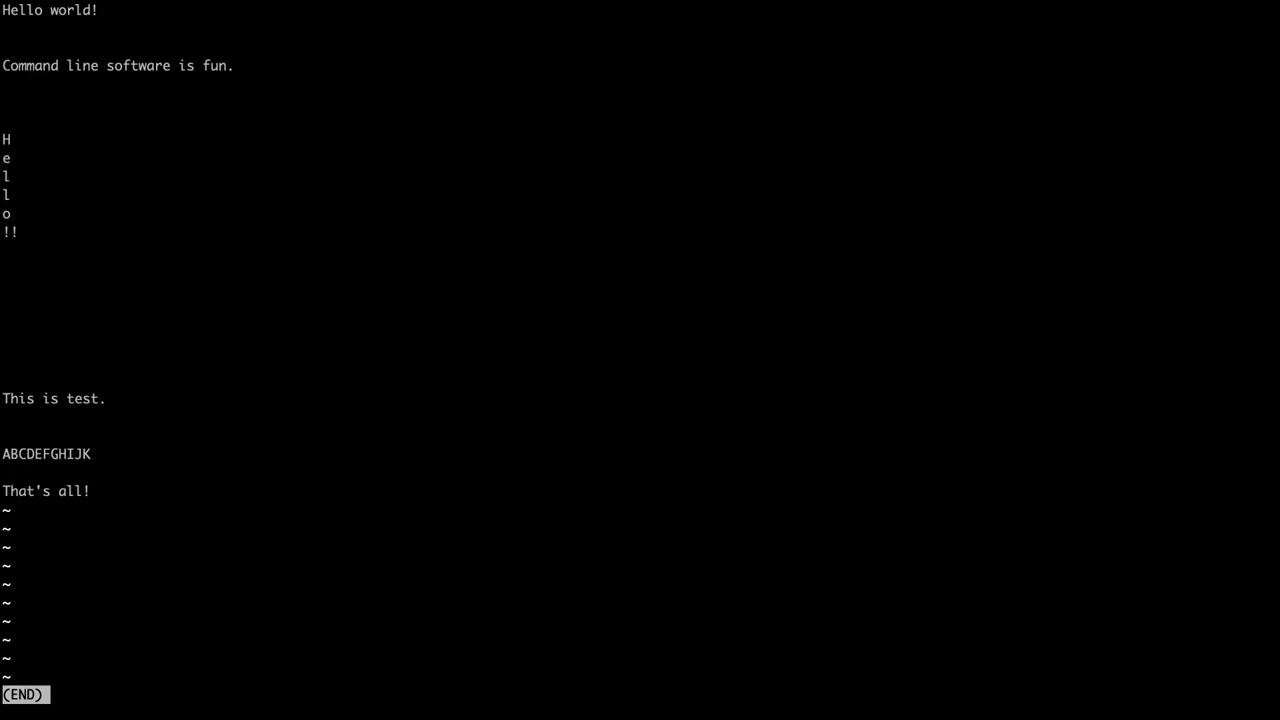 Hello world!
Command line software is fun.
H
e
l
l
o
!!
This is test.
ABCDEFGHIJK
That's all!
~
~
~
~
~
~
~
~
~
~
(END)